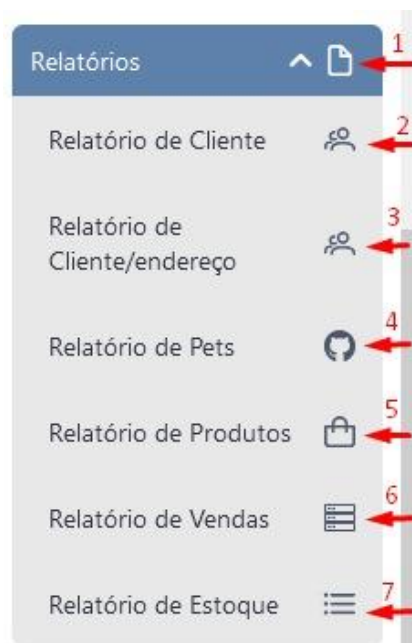 Relatórios 1
Relatório de Cliente 2
Relatório de 3
Cliente/endereço
Relatório de Pets 4
Relatório de Produtos 5
Relatório de Vendas 6
Relatório de Estoque 7